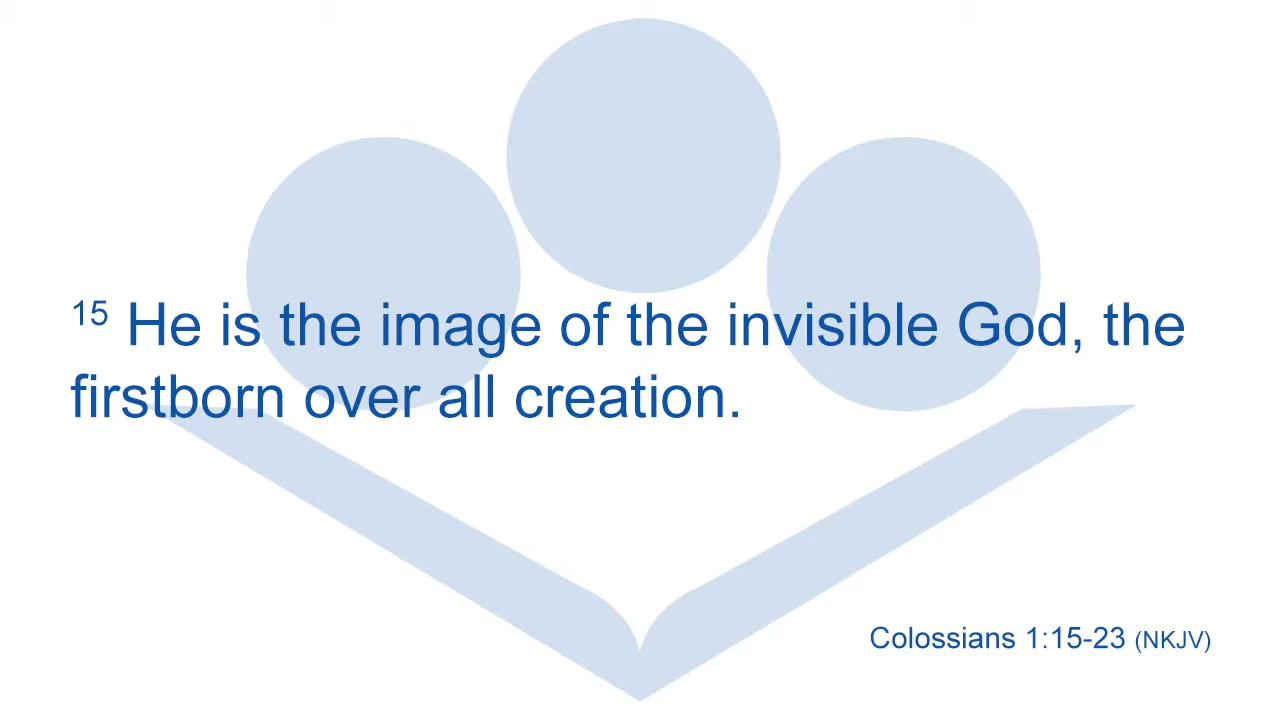 15 He is the image of the invisible God, the
firstborn over all creation.
Colossians 1:15-23 (NKJV)